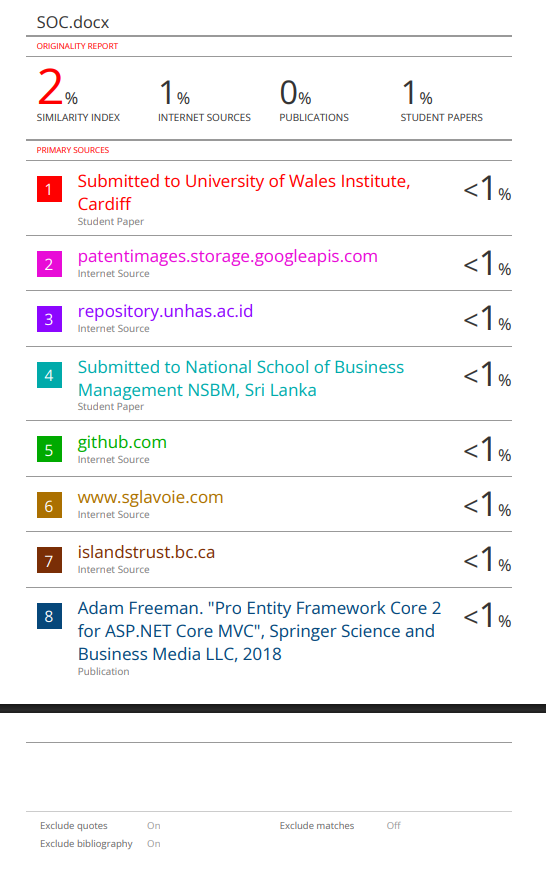 SOC.docx
ORIGINALITY REPORT
2% 1% 0% 1%
SIMILARITY INDEX INTERNET SOURCES PUBLICATIONS STUDENT PAPERS
PRIMARY SOURCES
1 Submitted to University of Wales Institute, <1%
Cardiff
Student Paper
2 patentimages.storage.googleapis.com <1%
Internet Source
3 repository.unhas.ac.id <1%
Internet Source
4 Submitted to National School of Business <1%
Management NSBM, Sri Lanka
Student Paper
5 github.com <1%
Internet Source
6 www.sglavoie.com <1%
Internet Source
7 islandstrust.bc.ca <1%
Internet Source
8 Adam Freeman. "Pro Entity Framework Core 2 <1%
for ASP.NET Core MVC", Springer Science and
Business Media LLC, 2018
Publication
Exclude quotes On Exclude matches Off
Exclude bibliography On